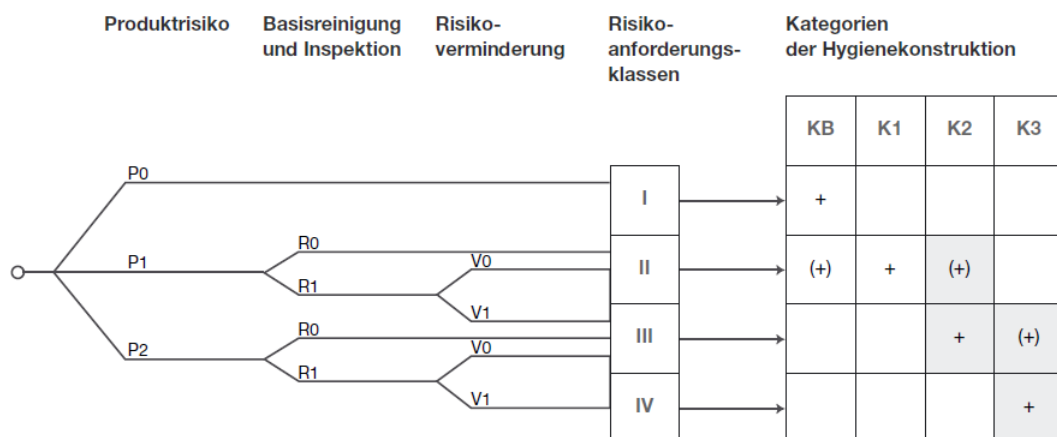 Produktrisiko
Basisreinigung
und Inspektion
Risiko-
verminderung
Risiko-
anforderungs-
klassen
Kategorien
der Hygienekonstruktion
KB K1 K2 K3
P0
I
+
P1
R0
R1
V0
V1
II
(+) + (+)
P2
R0
R1
V0
V1
III
+ (+)
IV
+